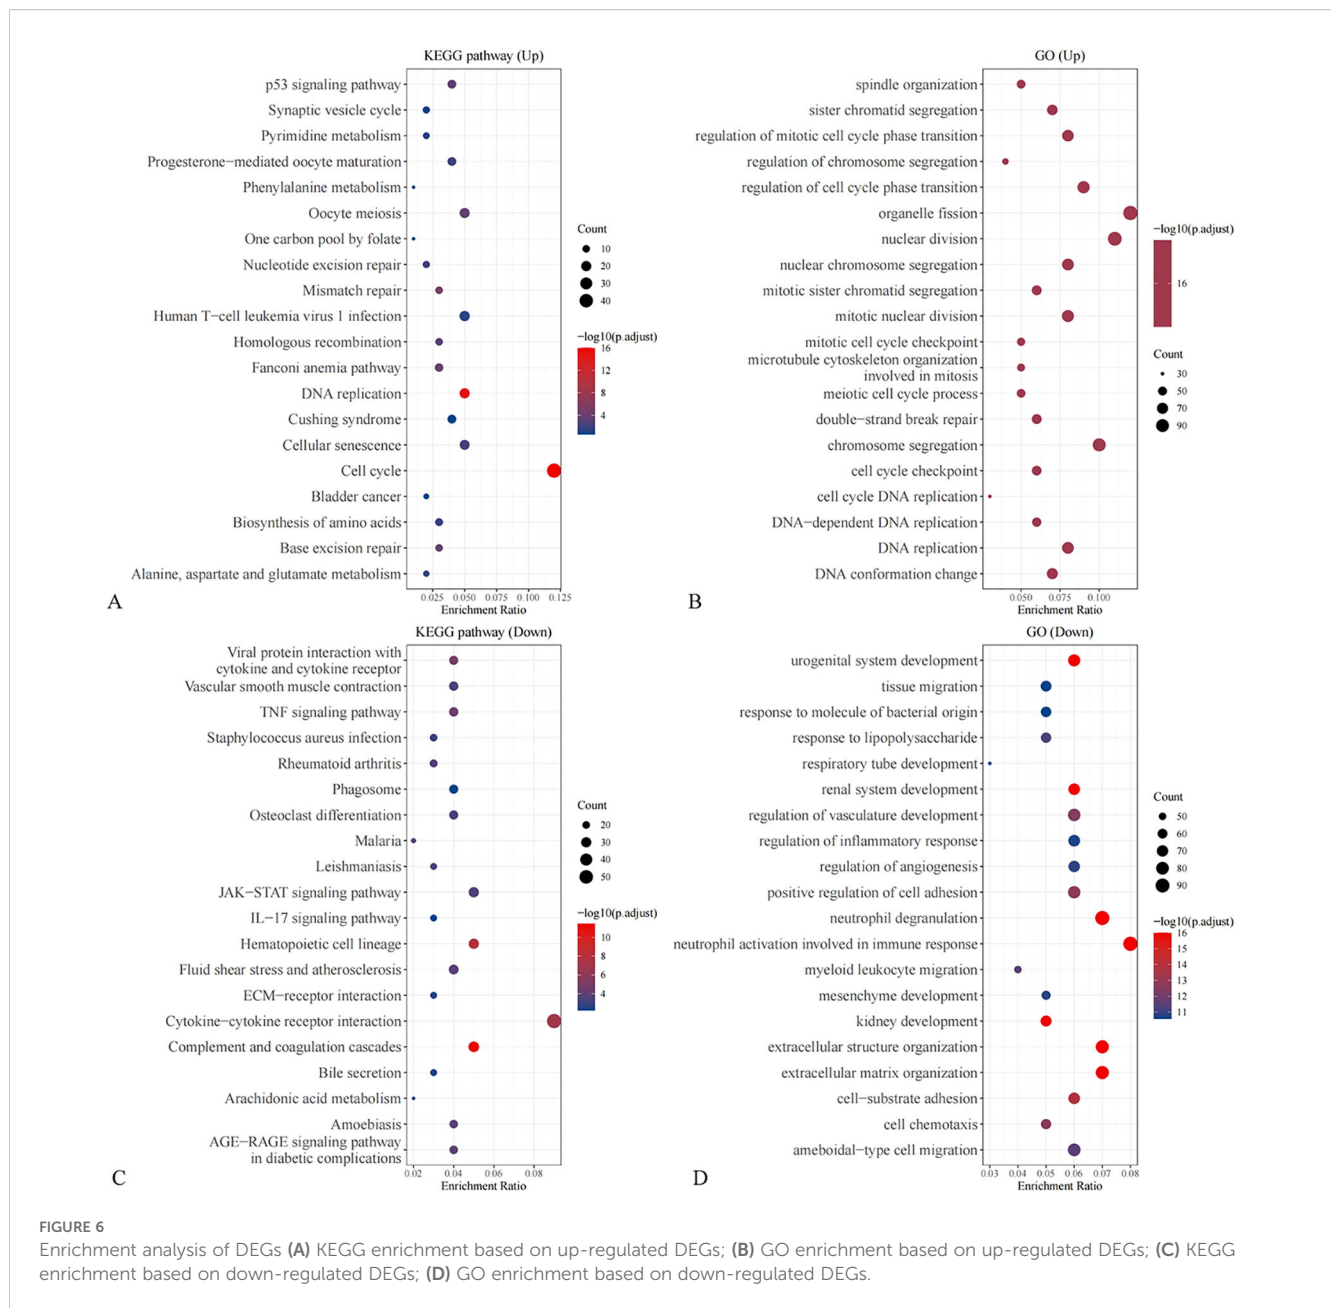 KEGG pathway (Up)
p53 signaling pathway
Synaptic vesicle cycle
Pyrimidine metabolism
Progesterone−mediated oocyte maturation
Phenylalanine metabolism
Oocyte meiosis
One carbon pool by folate
Nucleotide excision repair
Mismatch repair
Human T−cell leukemia virus 1 infection
Homologous recombination
Fanconi anemia pathway
DNA replication
Cushing syndrome
Cellular senescence
Cell cycle
Bladder cancer
Biosynthesis of amino acids
Base excision repair
Alanine, aspartate and glutamate metabolism
0.025 0.050 0.075 0.100 0.125
Enrichment Ratio
Count
10
20
30
40
−log10(p.adjust)
16
12
8
4
A
GO (Up)
spindle organization
sister chromatid segregation
regulation of mitotic cell cycle phase transition
regulation of chromosome segregation
regulation of cell cycle phase transition
organelle fission
nuclear division
nuclear chromosome segregation
mitotic sister chromatid segregation
mitotic nuclear division
mitotic cell cycle checkpoint
microtubule cytoskeleton organization
involved in mitosis
meiotic cell cycle process
double−strand break repair
chromosome segregation
cell cycle checkpoint
cell cycle DNA replication
DNA−dependent DNA replication
DNA replication
DNA conformation change
0.050 0.075 0.100
Enrichment Ratio
−log10(p.adjust)
16
Count
30
50
70
90
B
KEGG pathway (Down)
Viral protein interaction with
cytokine and cytokine receptor
Vascular smooth muscle contraction
TNF signaling pathway
Staphylococcus aureus infection
Rheumatoid arthritis
Phagosome
Osteoclast differentiation
Malaria
Leishmaniasis
JAK−STAT signaling pathway
IL−17 signaling pathway
Hematopoietic cell lineage
Fluid shear stress and atherosclerosis
ECM−receptor interaction
Cytokine−cytokine receptor interaction
Complement and coagulation cascades
Bile secretion
Arachidonic acid metabolism
Amoebiasis
AGE−RAGE signaling pathway
in diabetic complications
0.02 0.04 0.06 0.08
Enrichment Ratio
Count
20
30
40
50
−log10(p.adjust)
10
8
6
4
C
GO (Down)
urogenital system development
tissue migration
response to molecule of bacterial origin
response to lipopolysaccharide
respiratory tube development
renal system development
regulation of vasculature development
regulation of inflammatory response
regulation of angiogenesis
positive regulation of cell adhesion
neutrophil degranulation
neutrophil activation involved in immune response
myeloid leukocyte migration
mesenchyme development
kidney development
extracellular structure organization
extracellular matrix organization
cell−substrate adhesion
cell chemotaxis
ameboidal−type cell migration
0.03 0.04 0.05 0.06 0.07 0.08
Enrichment Ratio
Count
50
60
70
80
90
−log10(p.adjust)
16
15
14
13
12
11
D
FIGURE 6
Enrichment analysis of DEGs (A) KEGG enrichment based on up-regulated DEGs; (B) GO enrichment based on up-regulated DEGs; (C) KEGG
enrichment based on down-regulated DEGs; (D) GO enrichment based on down-regulated DEGs.